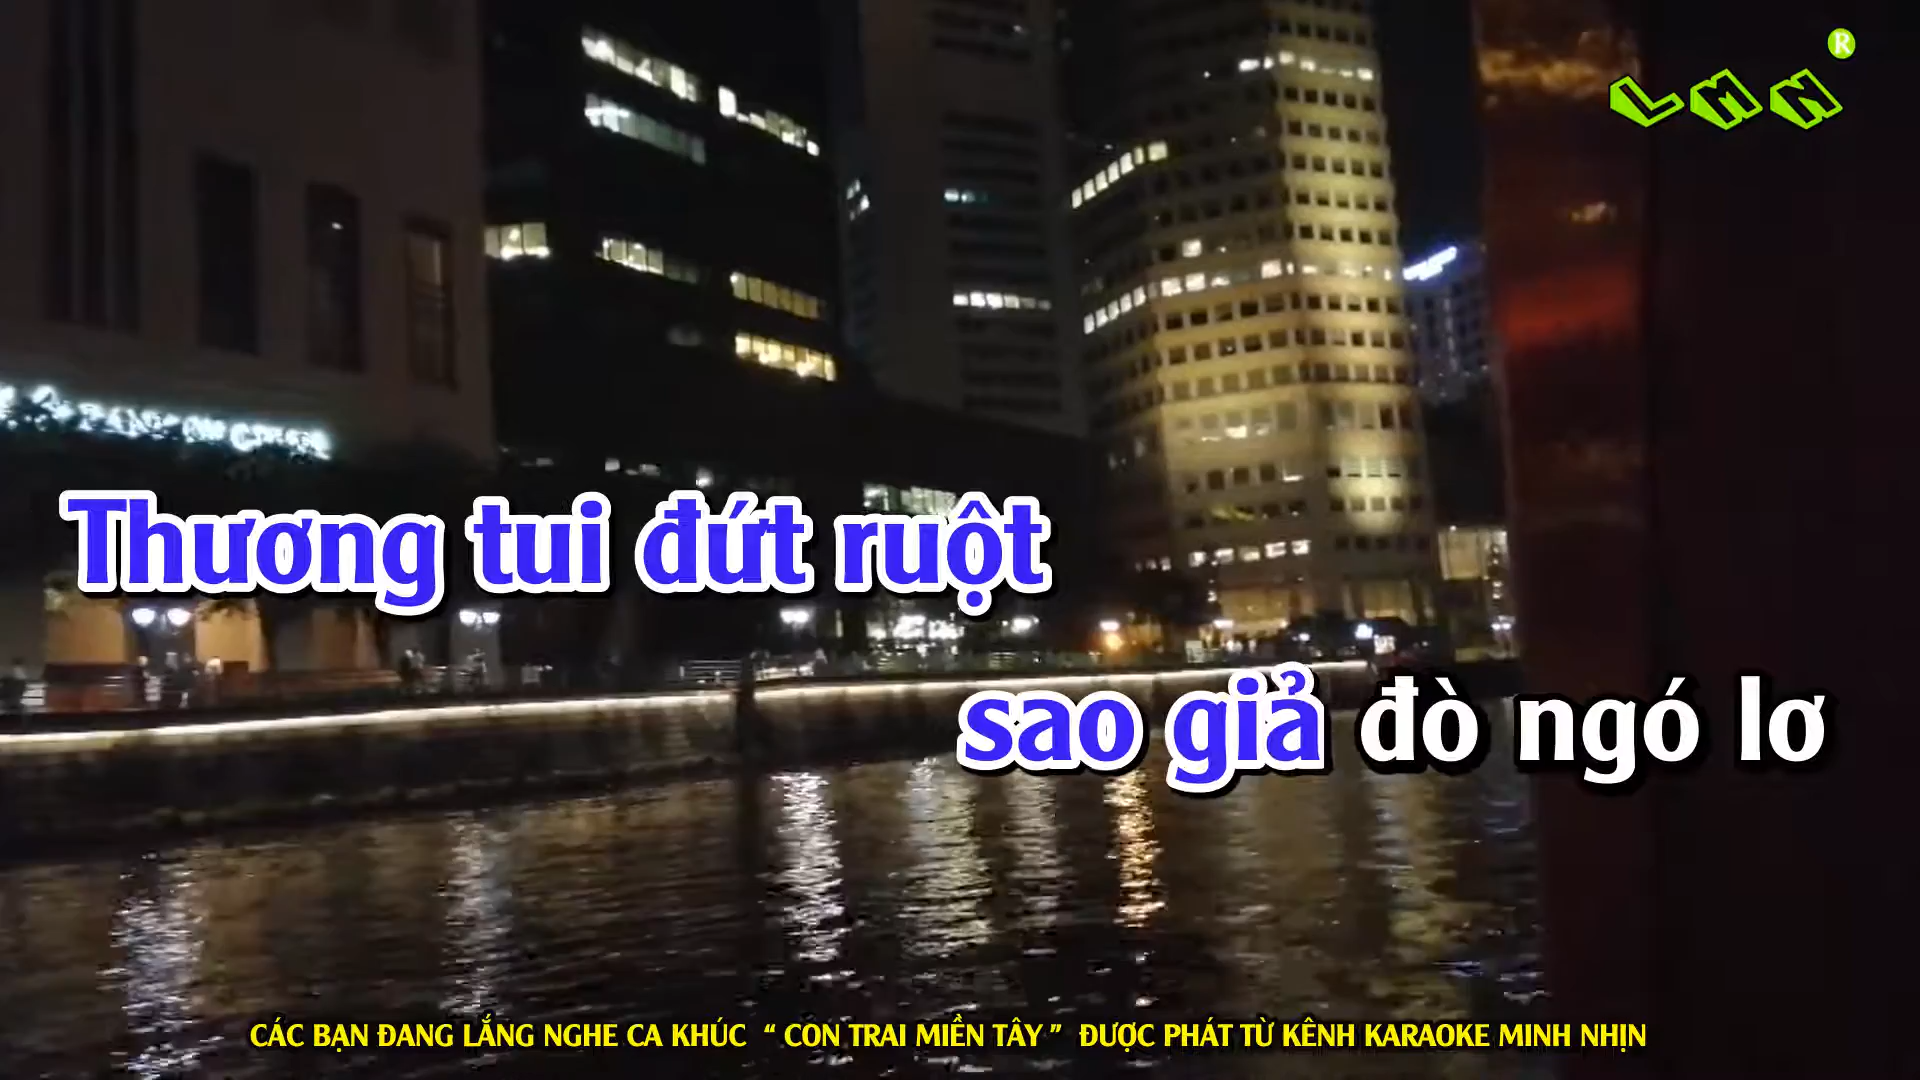 LMN
®
Thương tui đứt ruột
sao giả đò ngó lơ
CÁC BẠN ĐANG LẮNG NGHE CA KHÚC “ CON TRAI MIỀN TÂY ” ĐƯỢC PHÁT TỪ KÊNH KARAOKE MINH NHỊN